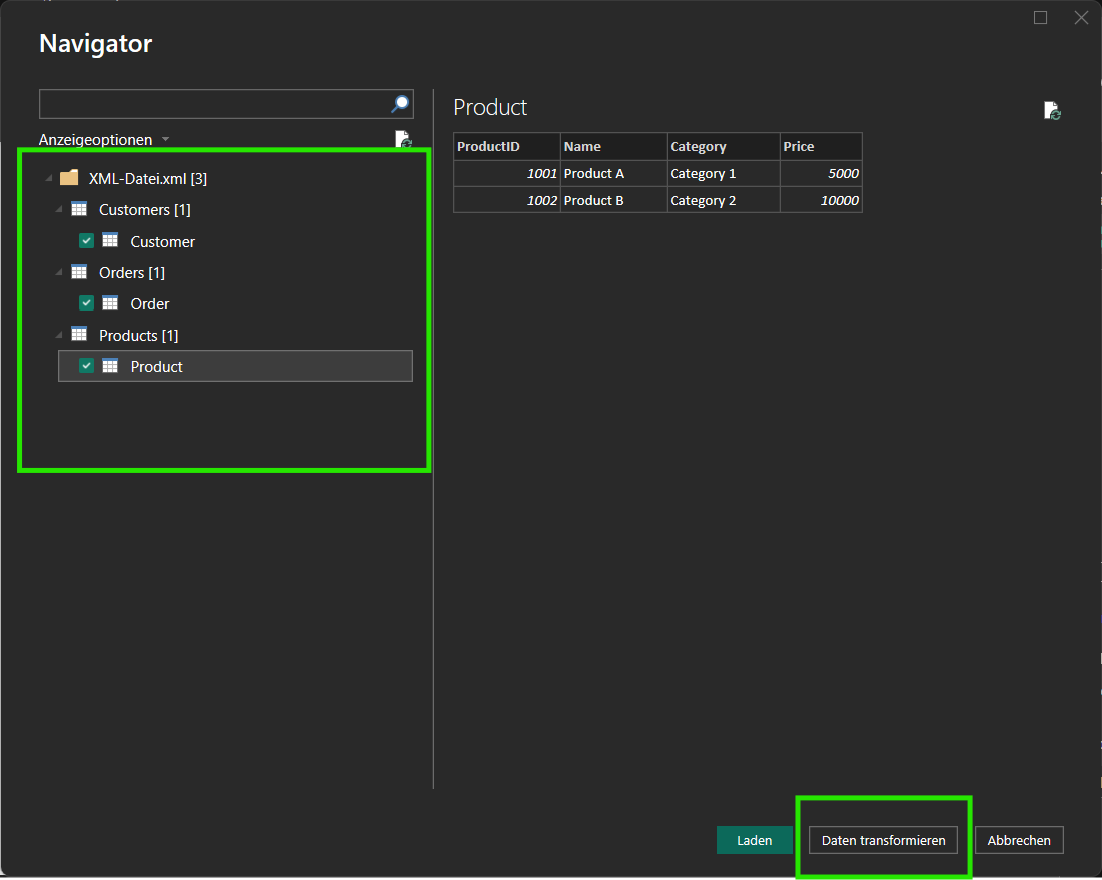 Navigator
Anzeigeoptionen
XML-Datei.xml [3]
Customers [1]
Customer
Orders [1]
Order
Products [1]
Product
Product
ProductID Name Category Price
1001 Product A Category 1 5000
1002 Product B Category 2 10000
Laden Daten transformieren Abbrechen